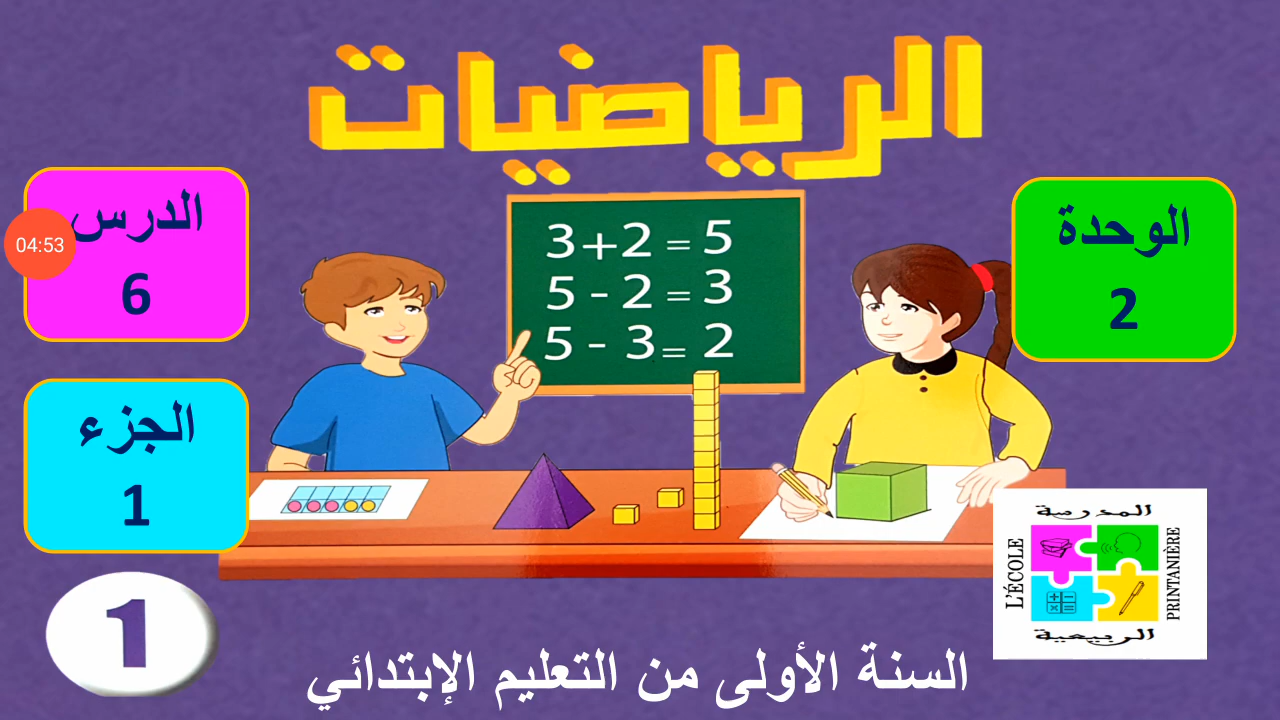 الرياضيات
الوحدة
2
الدرس
6
04:53
الجزء
1
3+2=5
5-2=3
5-3=2
المدرسة
L'ÉCOLE
PRINTANIÈRE
الربيعية
1
السنة الأولى من التعليم الإبتدائي